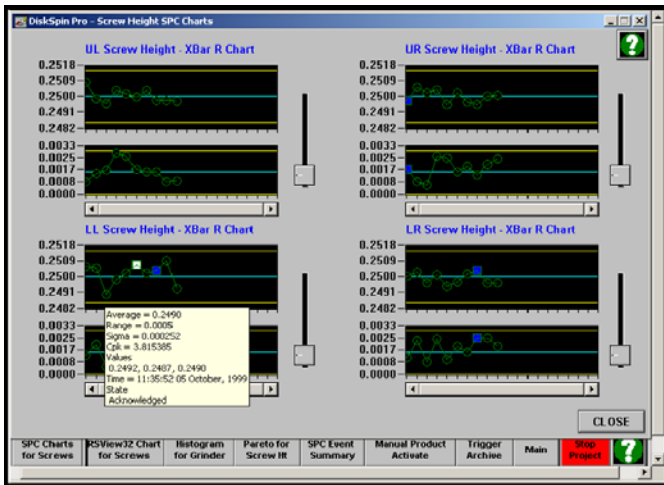 DiskSpin Pro - Screw Height SPC Charts
UL Screw Height - XBar R Chart
0.2518
0.2509
0.2500
0.2491
0.2482
0.0033
0.0025
0.0017
0.0008
0.0000
UR Screw Height - XBar R Chart
0.2518
0.2509
0.2500
0.2491
0.2482
0.0033
0.0025
0.0017
0.0008
0.0000
LL Screw Height - XBar R Chart
0.2518
0.2509
0.2500
0.2491
0.2482
0.0033
0.0025
0.0017
0.0008
0.0000
Average = 0.2490
Range = 0.0005
Sigma = 0.000252
Cpk = 3.815385
Values
0.2492, 0.2487, 0.2490
Time = 11:35:52 05 October, 1999
State
Acknowledged
LR Screw Height - XBar R Chart
0.2518
0.2509
0.2500
0.2491
0.2482
0.0033
0.0025
0.0017
0.0008
0.0000
CLOSE
SPC Charts
for Screws
RSView32 Chart
for Screws
Histogram
for Grinder
Pareto for
Screw Ht
SPC Event
Summary
Manual Product
Activate
Trigger
Archive
Main
Stop
Project